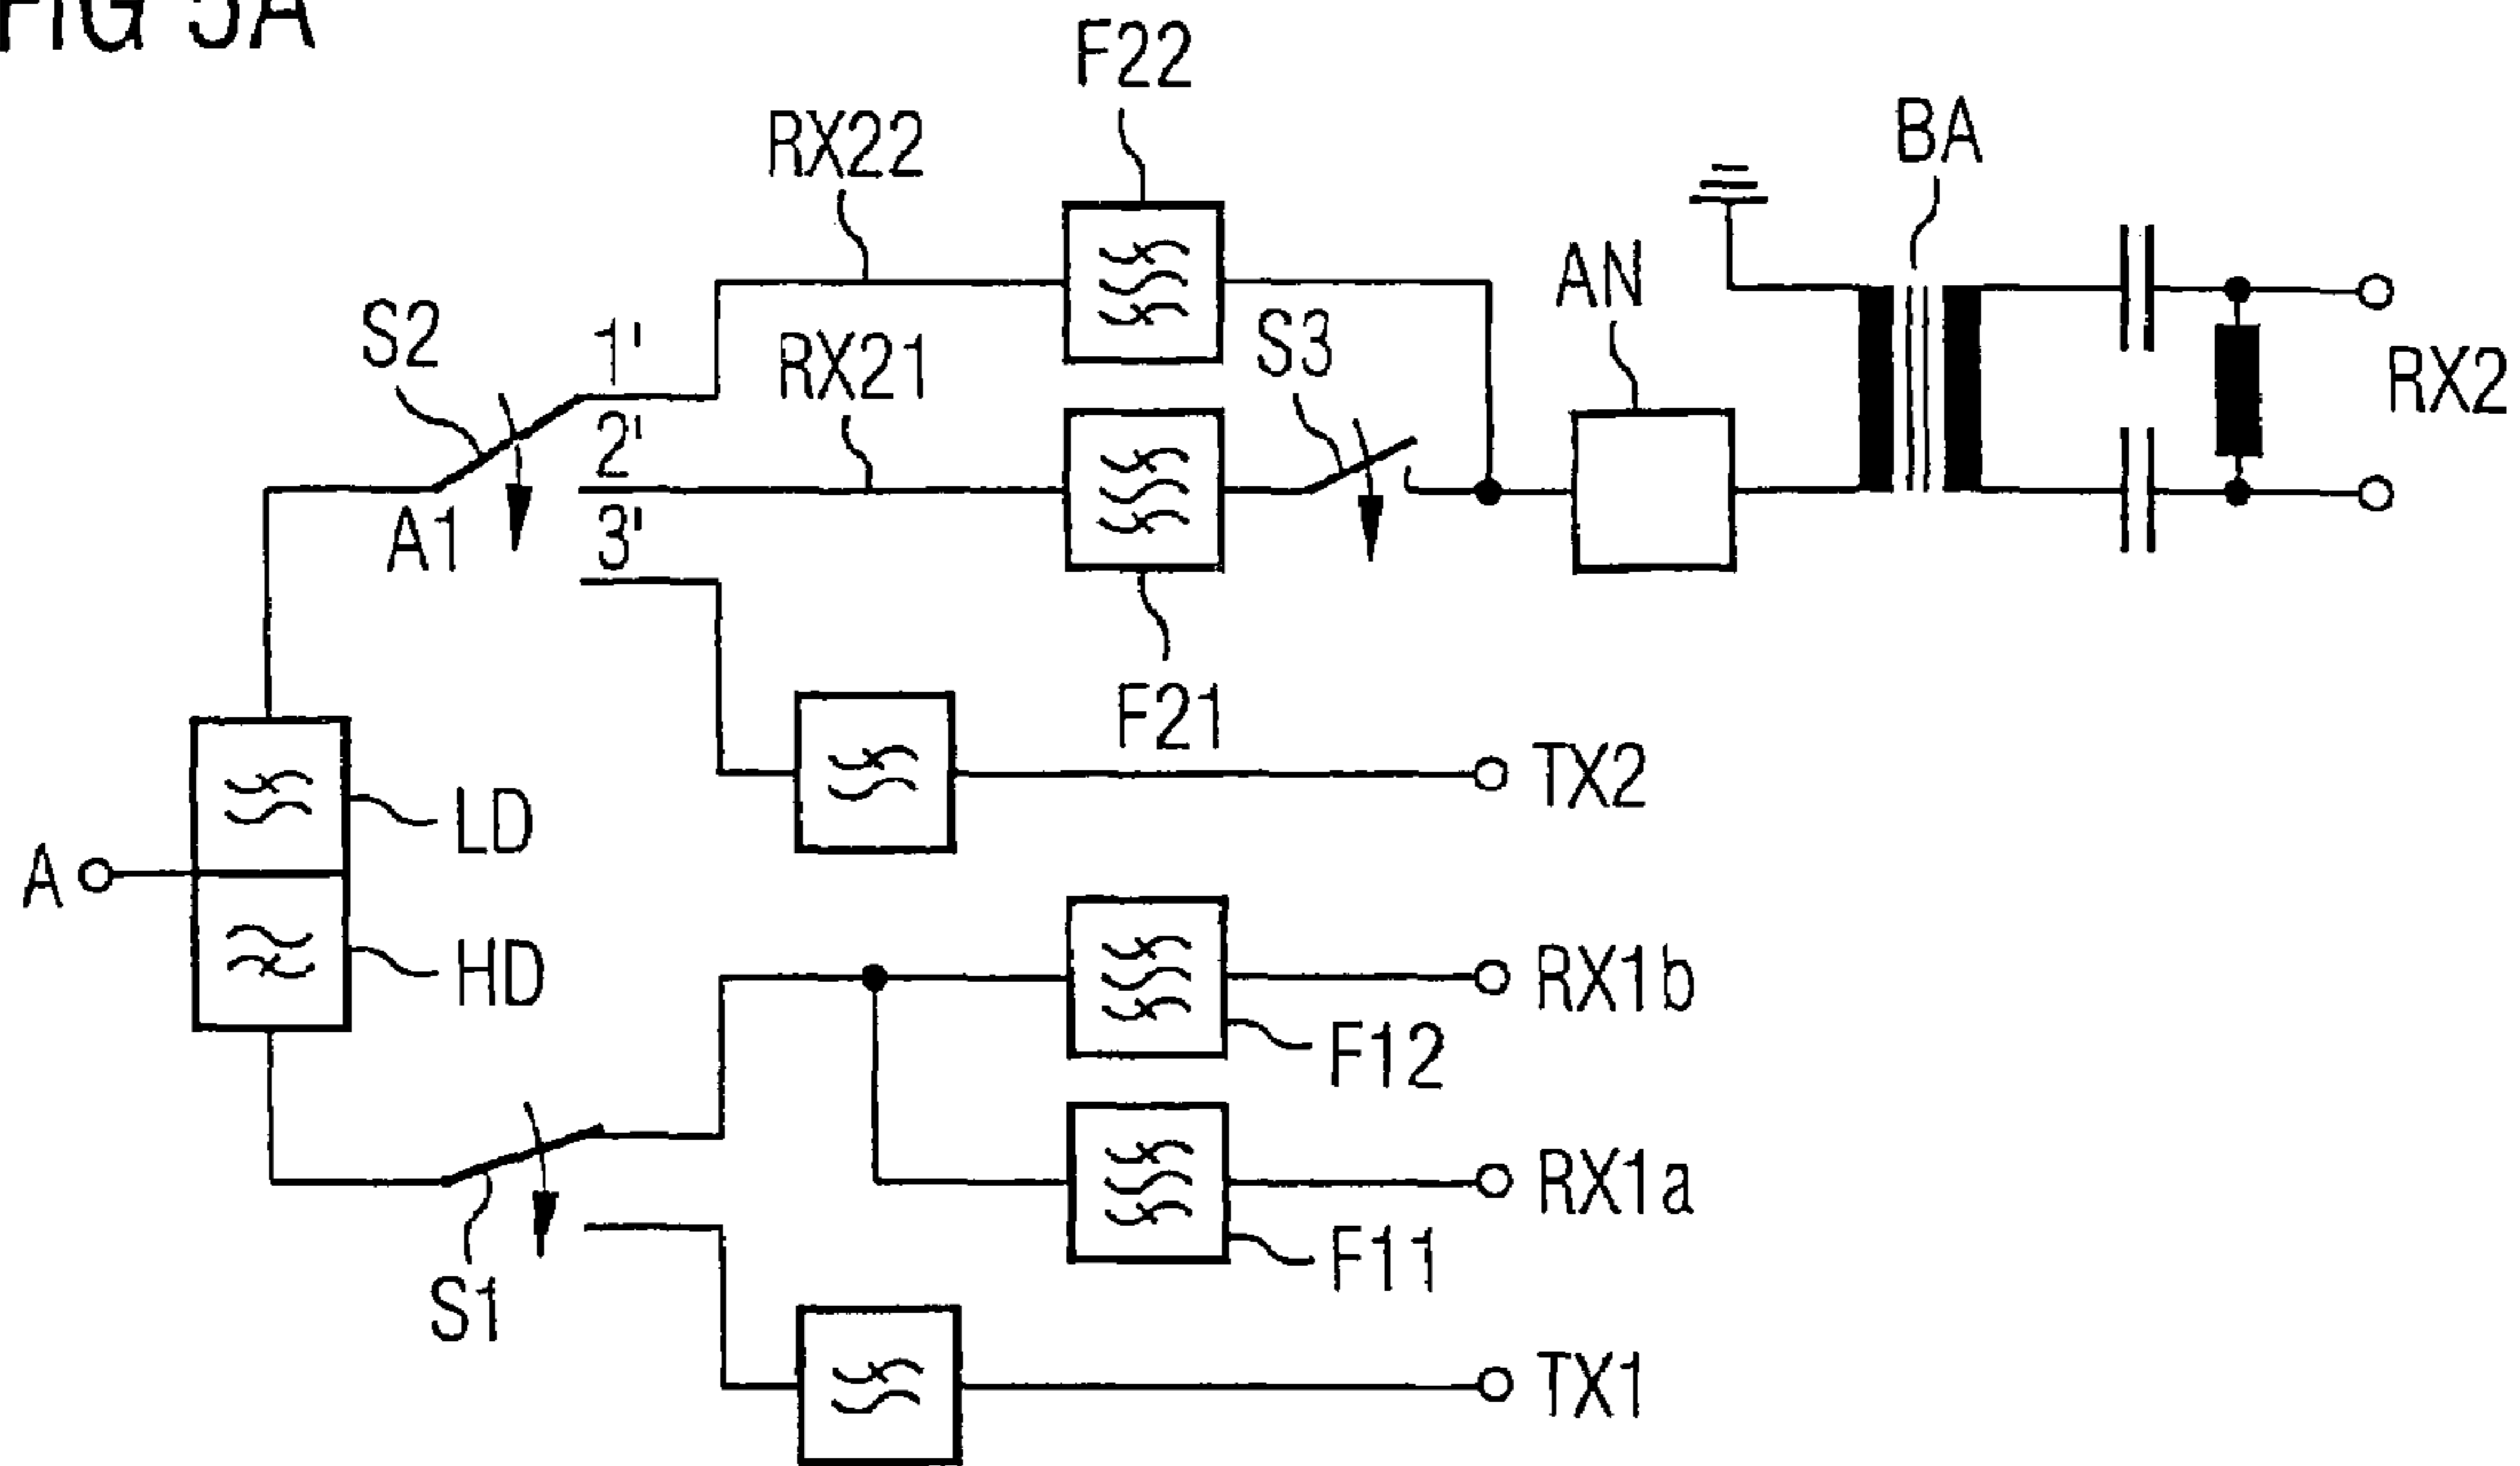 FIG 5A
F22
RX22
BA
AN
S2
1'
S3
RX21
RX2
2'
A1
3'
F21
TX2
LD
A
HD
RX1b
F12
RX1a
F11
S1
TX1